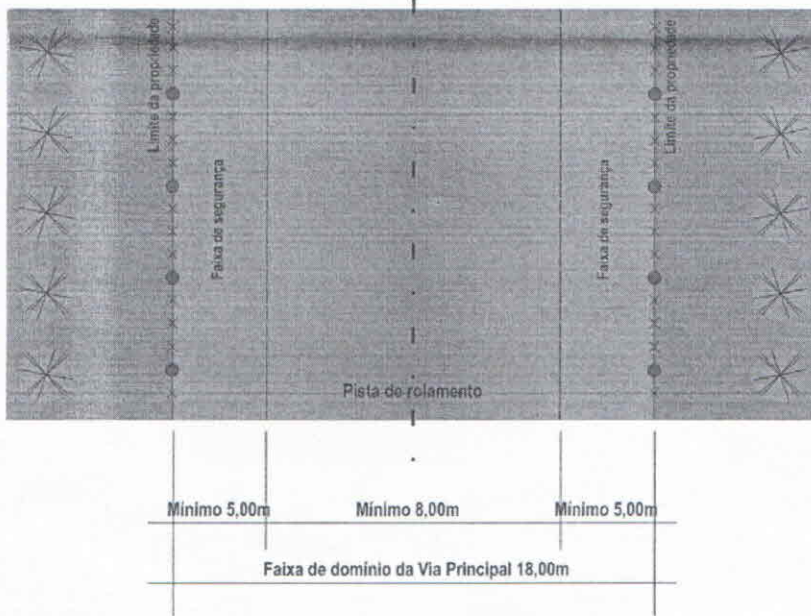 Limite da propriedade
Limite da propriedade
Faixa de segurança
Faixa de segurança
Pista de rolamento
Mínimo 5,00m Mínimo 8,00m Mínimo 5,00m
Faixa de domínio da Via Principal 18,00m